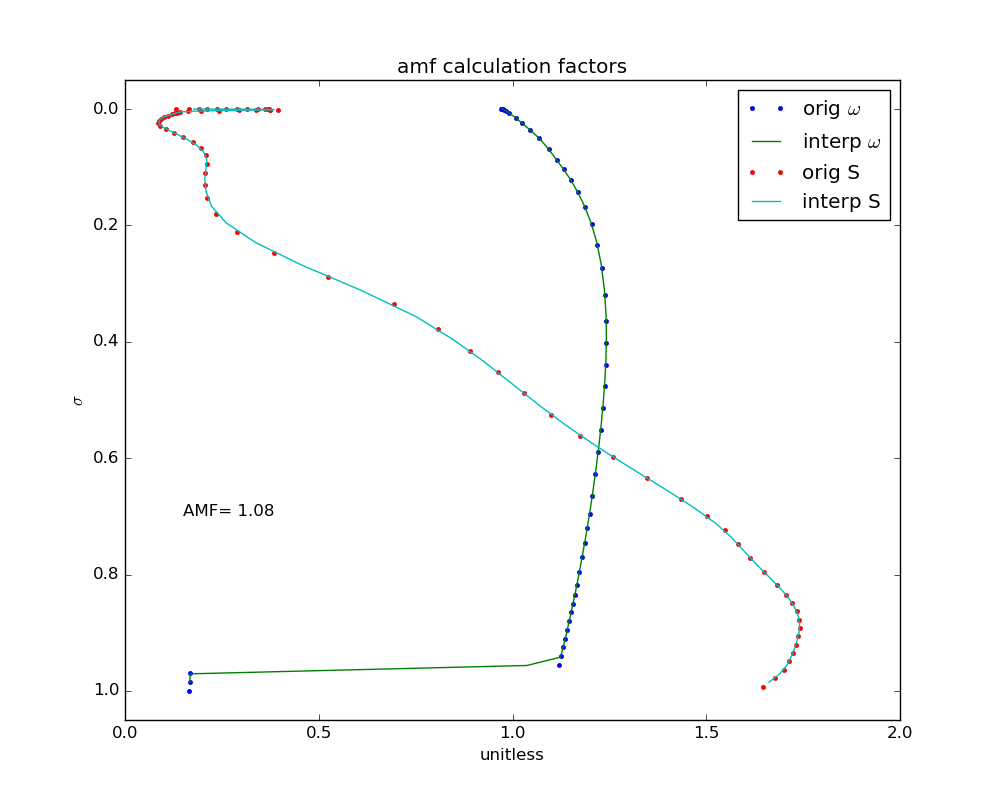 amf calculation factors
orig ω
interp ω
orig S
interp S
0.0
0.2
0.4
0.6
0.8
1.0
σ
AMF= 1.08
0.0 0.5 1.0 1.5 2.0
unitless